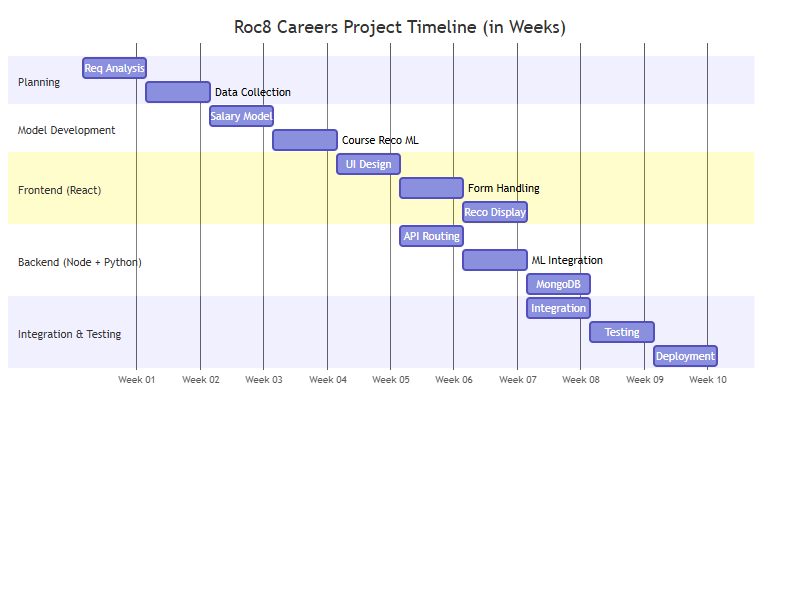 Roc8 Careers Project Timeline (in Weeks)
Planning
Req Analysis
Data Collection
Model Development
Salary Model
Course Reco ML
Frontend (React)
UI Design
Form Handling
Reco Display
Backend (Node + Python)
API Routing
ML Integration
MongoDB
Integration & Testing
Integration
Testing
Deployment
Week 01 Week 02 Week 03 Week 04 Week 05 Week 06 Week 07 Week 08 Week 09 Week 10